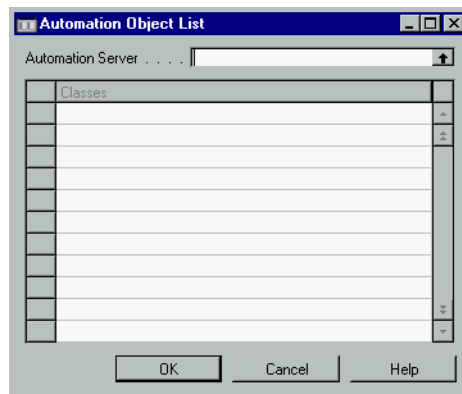 Automation Object List
Automation Server . . . .
Classes
OK Cancel Help